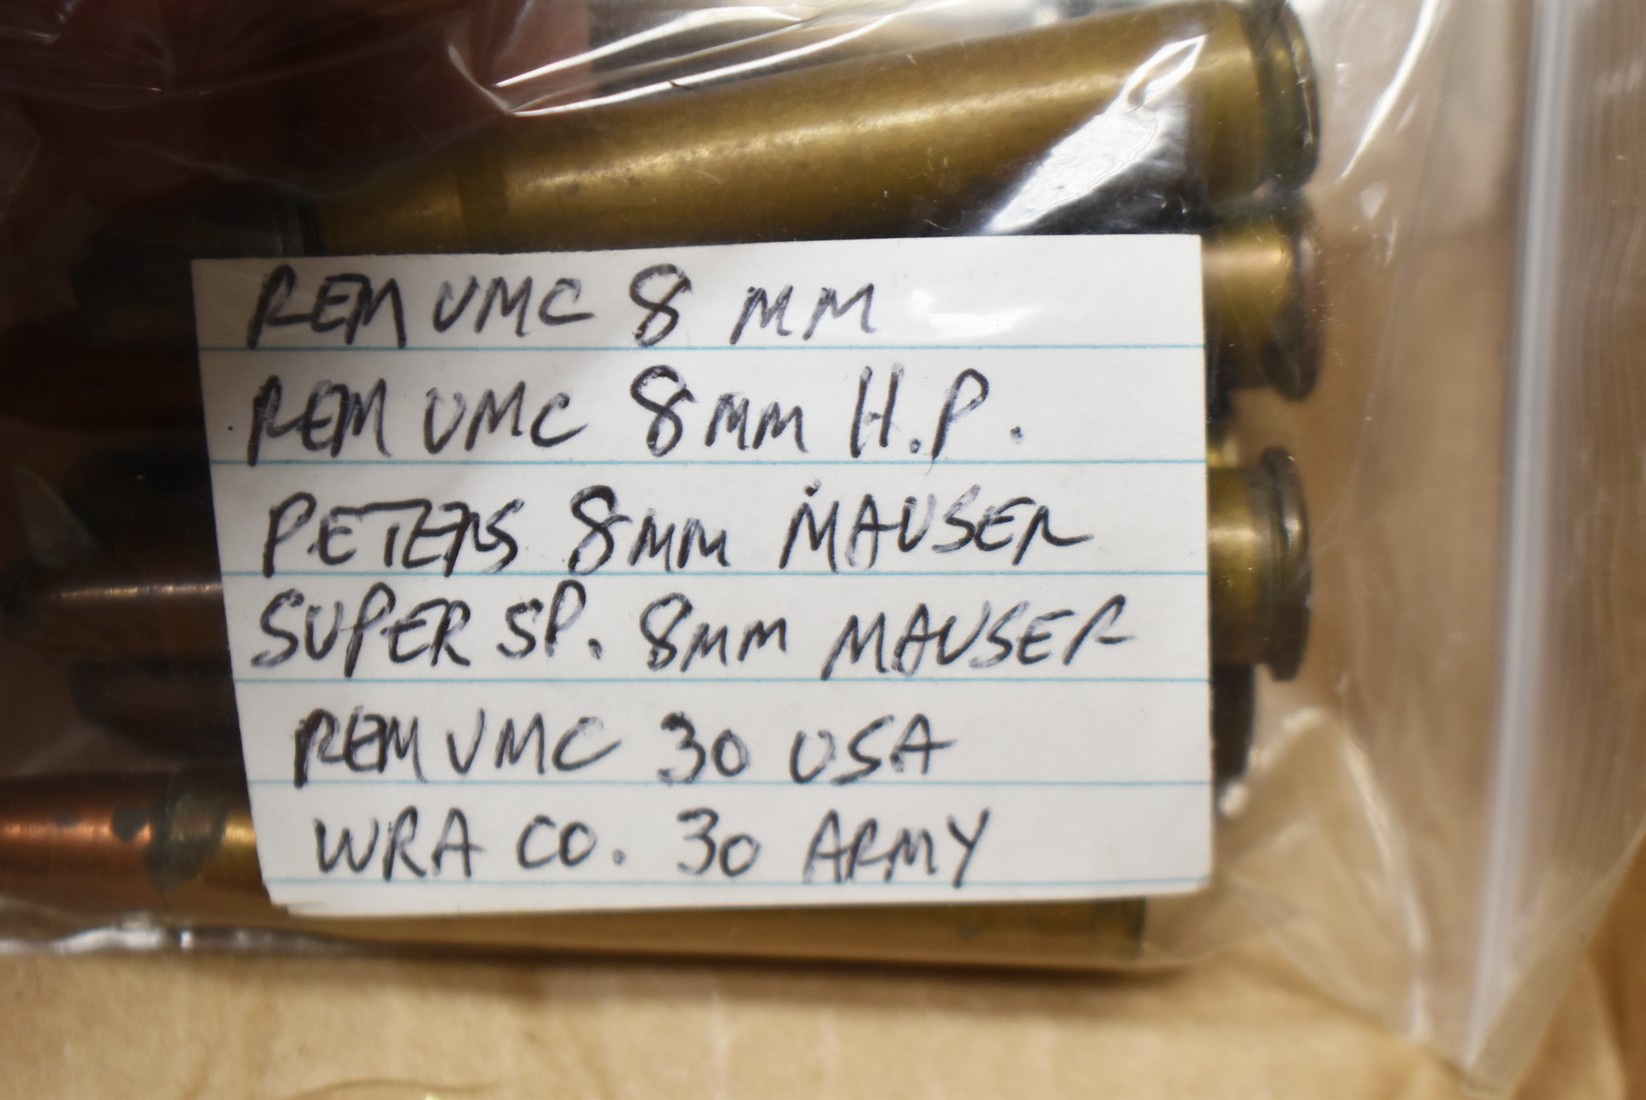 REM UMC 8 MM
REM UMC 8MM H.P.
PETERS 8MM MAUSER
SUPER SP. 8MM MAUSER
REM UMC 30 USA
WRA CO. 30 ARMY